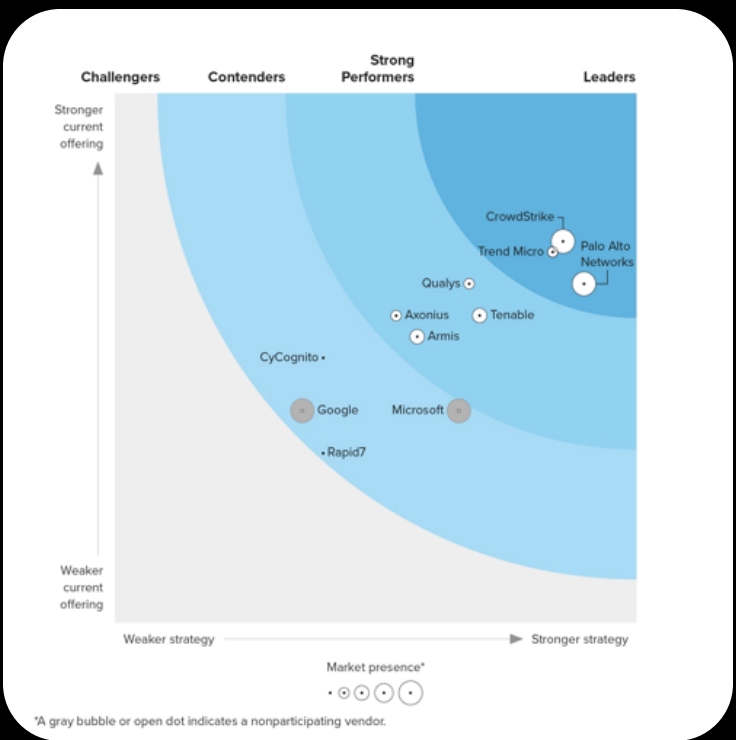 Strong
Challengers Contenders Performers Leaders
Stronger
current
offering
CrowdStrike
Trend Micro
Palo Alto
Networks
Qualys
Axonius
Tenable
Armis
CyCognito
Google
Microsoft
Rapid7
Weaker
current
offering
Weaker strategy Stronger strategy
Market presence*
*A gray bubble or open dot indicates a nonparticipating vendor.